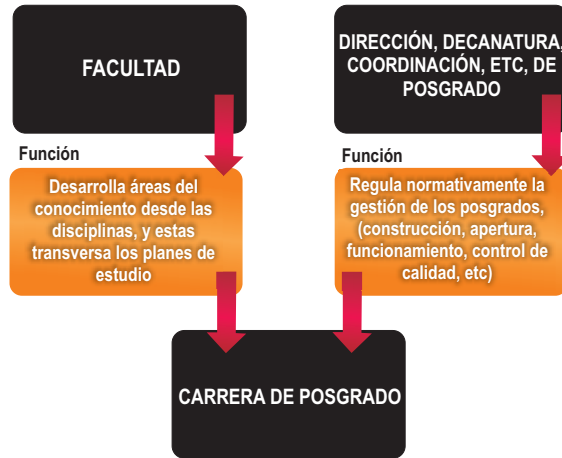 FACULTAD
Función
Desarrolla áreas del
conocimiento desde las
disciplinas, y estas
transversa los planes de
estudio
DIRECCIÓN, DECANATURA,
COORDINACIÓN, ETC, DE
POSGRADO
Función
Regula normativamente la
gestión de los posgrados,
(construcción, apertura,
funcionamiento, control de
calidad, etc)
CARRERA DE POSGRADO